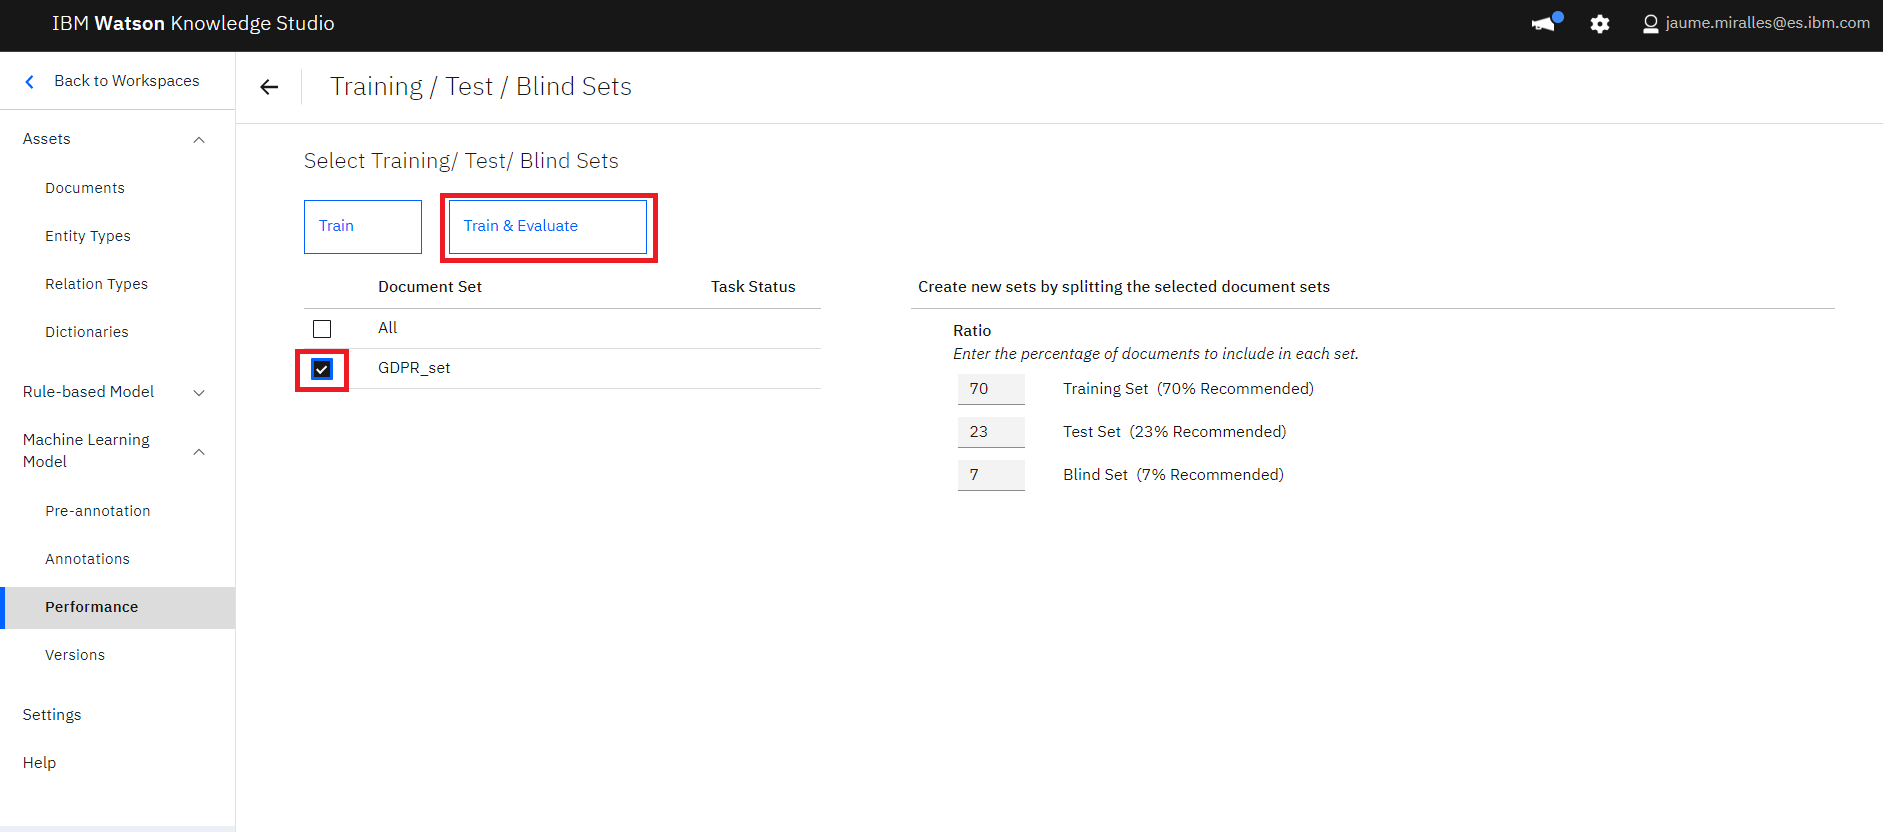 IBM Watson Knowledge Studio
jaume.miralles@es.ibm.com
Back to Workspaces
Assets
Documents
Entity Types
Relation Types
Dictionaries
Rule-based Model
Machine Learning
Model
Pre-annotation
Annotations
Performance
Versions
Settings
Help
Training / Test / Blind Sets
Select Training/ Test/ Blind Sets
Train
Train & Evaluate
Document Set
Task Status
All
GDPR_set
Create new sets by splitting the selected document sets
Ratio
Enter the percentage of documents to include in each set.
70 Training Set (70% Recommended)
23 Test Set (23% Recommended)
7 Blind Set (7% Recommended)